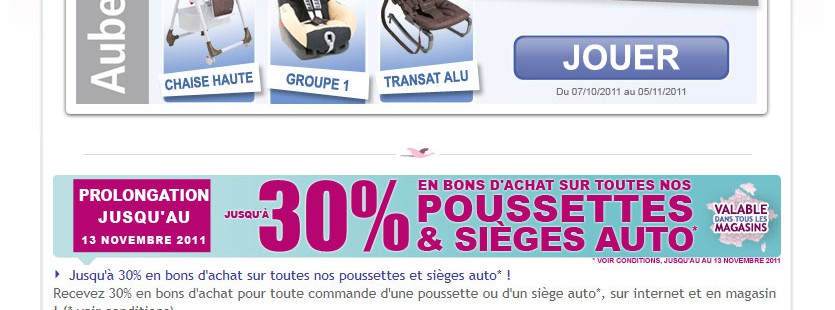 Aube
CHAISE HAUTE
GROUPE 1
TRANSAT ALU
JOUER
Du 07/10/2011 au 05/11/2011
PROLONGATION
JUSQU'AU
13 NOVEMBRE 2011
JUSQU'À
30%
EN BONS D'ACHAT SUR TOUTES NOS
POUSSETTES
& SIÈGES AUTO*
VALABLE
DANS TOUS LES
MAGASINS
* VOIR CONDITIONS, JUSQU'AU AU 13 NOVEMBRE 2011
Jusqu'à 30% en bons d'achat sur toutes nos poussettes et sièges auto* !
Recevez 30% en bons d'achat pour toute commande d'une poussette ou d'un siège auto*, sur internet et en magasin
! (* voir conditions)